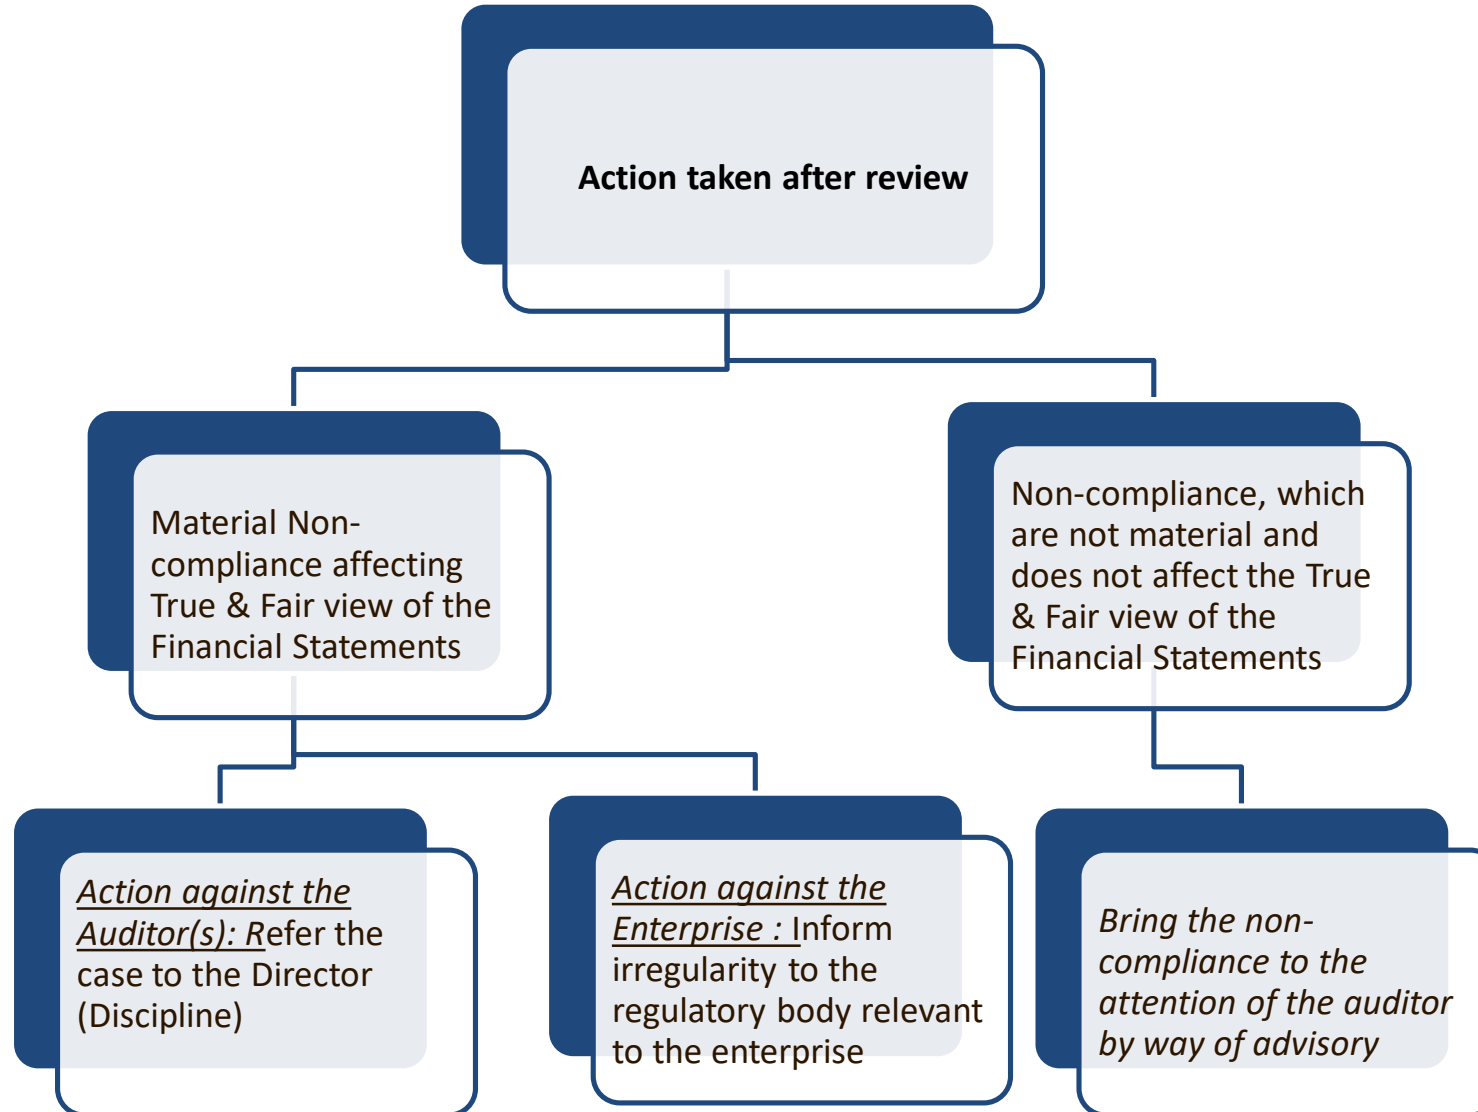 Action taken after review
Material Non-
compliance affecting
True & Fair view of the
Financial Statements
Non-compliance, which
are not material and
does not affect the True
& Fair view of the
Financial Statements
Action against the
Auditor(s): Refer the
case to the Director
(Discipline)
Action against the
Enterprise : Inform
irregularity to the
regulatory body relevant
to the enterprise
Bring the non-
compliance to the
attention of the auditor
by way of advisory